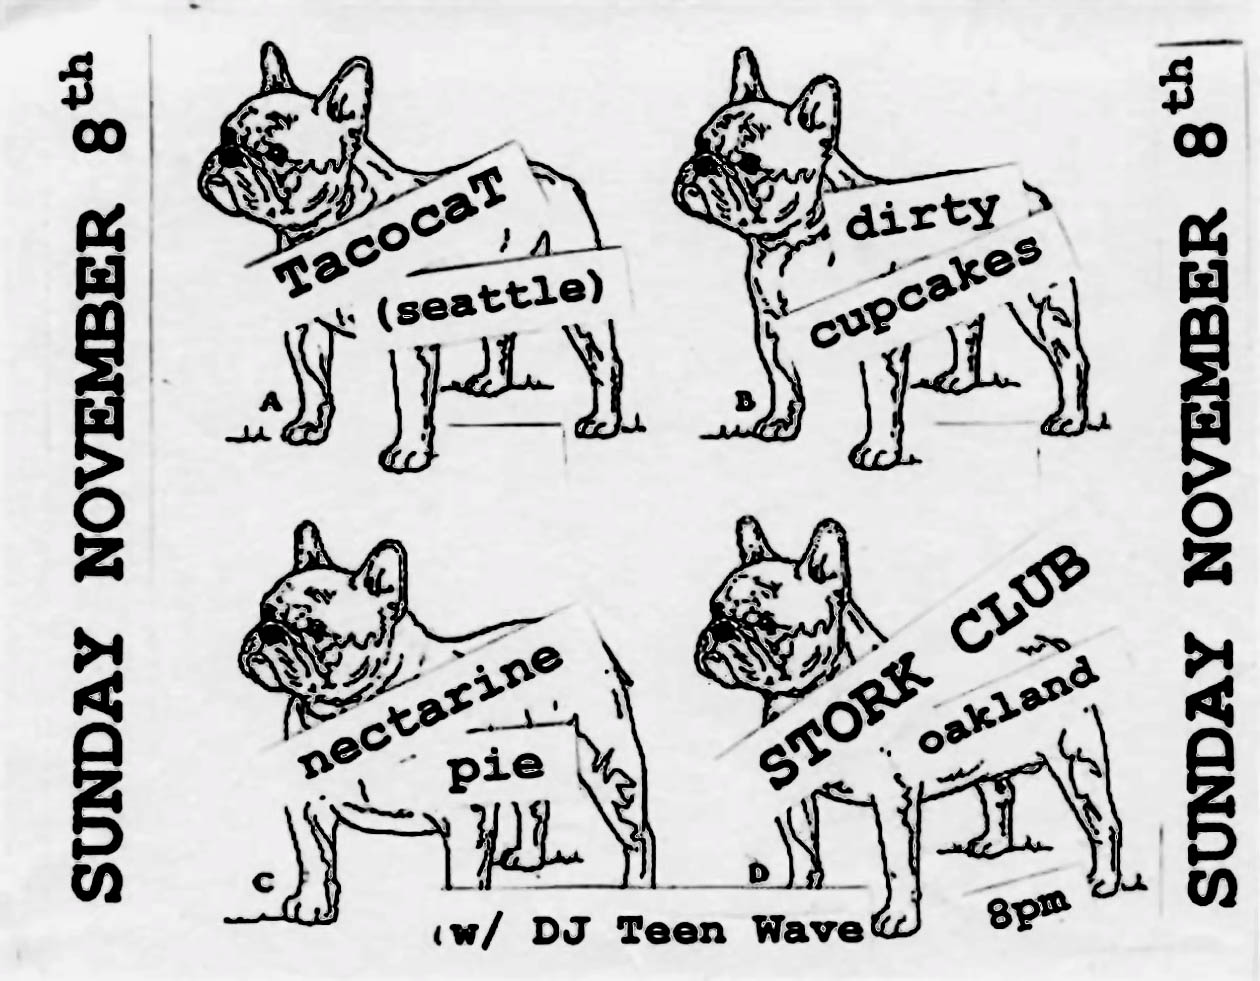 SUNDAY NOVEMBER 8th
TacocaT
(seattle)
A
dirty
cupcakes
B
nectarine
pie
C
STORK CLUB
oakland
D
8pm
(w/ DJ Teen Wave
SUNDAY NOVEMBER 8th